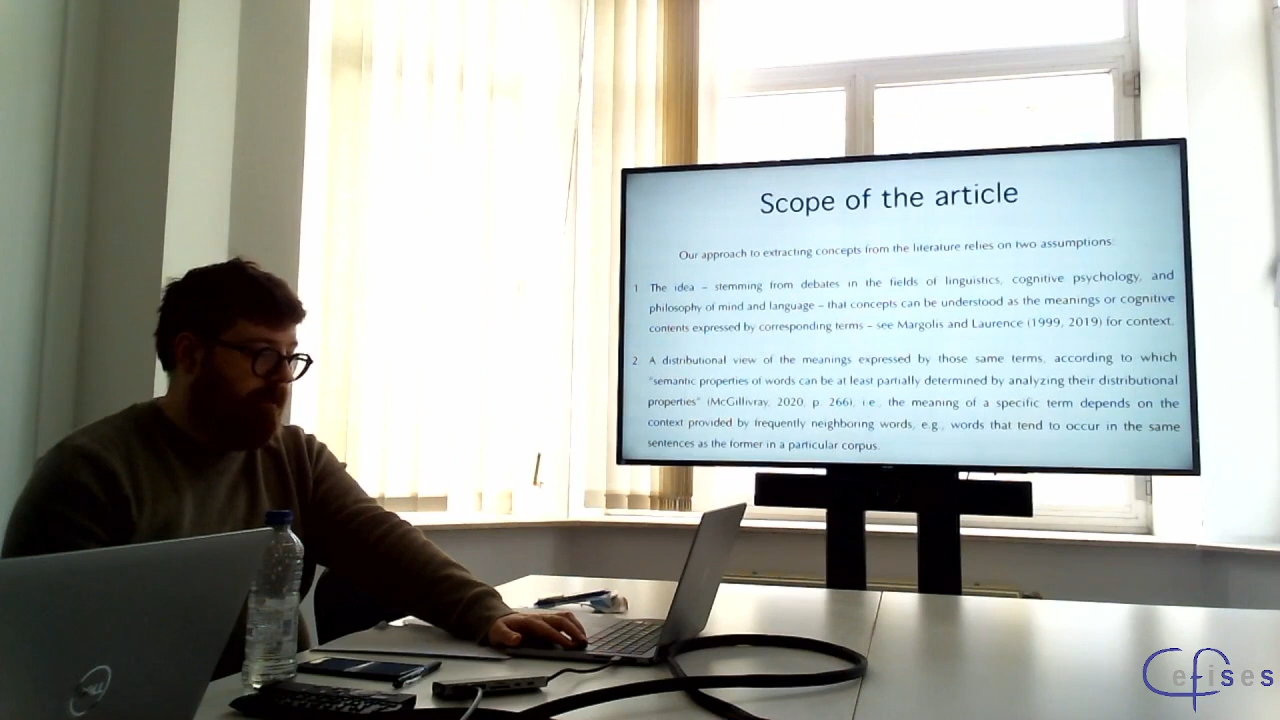 Scope of the article
Our approach to extracting concepts from the literature relies on two assumptions:
1 The idea – stemming from debates in the fields of linguistics, cognitive psychology, and
philosophy of mind and language – that concepts can be understood as the meanings or cognitive
contents expressed by corresponding terms – see Margolis and Laurence (1999, 2019) for context.
2 A distributional view of the meanings expressed by those same terms, according to which
"semantic properties of words can be at least partially determined by analyzing their distributional
properties" (McGillivray, 2020, p. 266), i.e., the meaning of a specific term depends on the
context provided by frequently neighboring words, e.g., words that tend to occur in the same
sentences as the former in a particular corpus.
DELL
Cefises